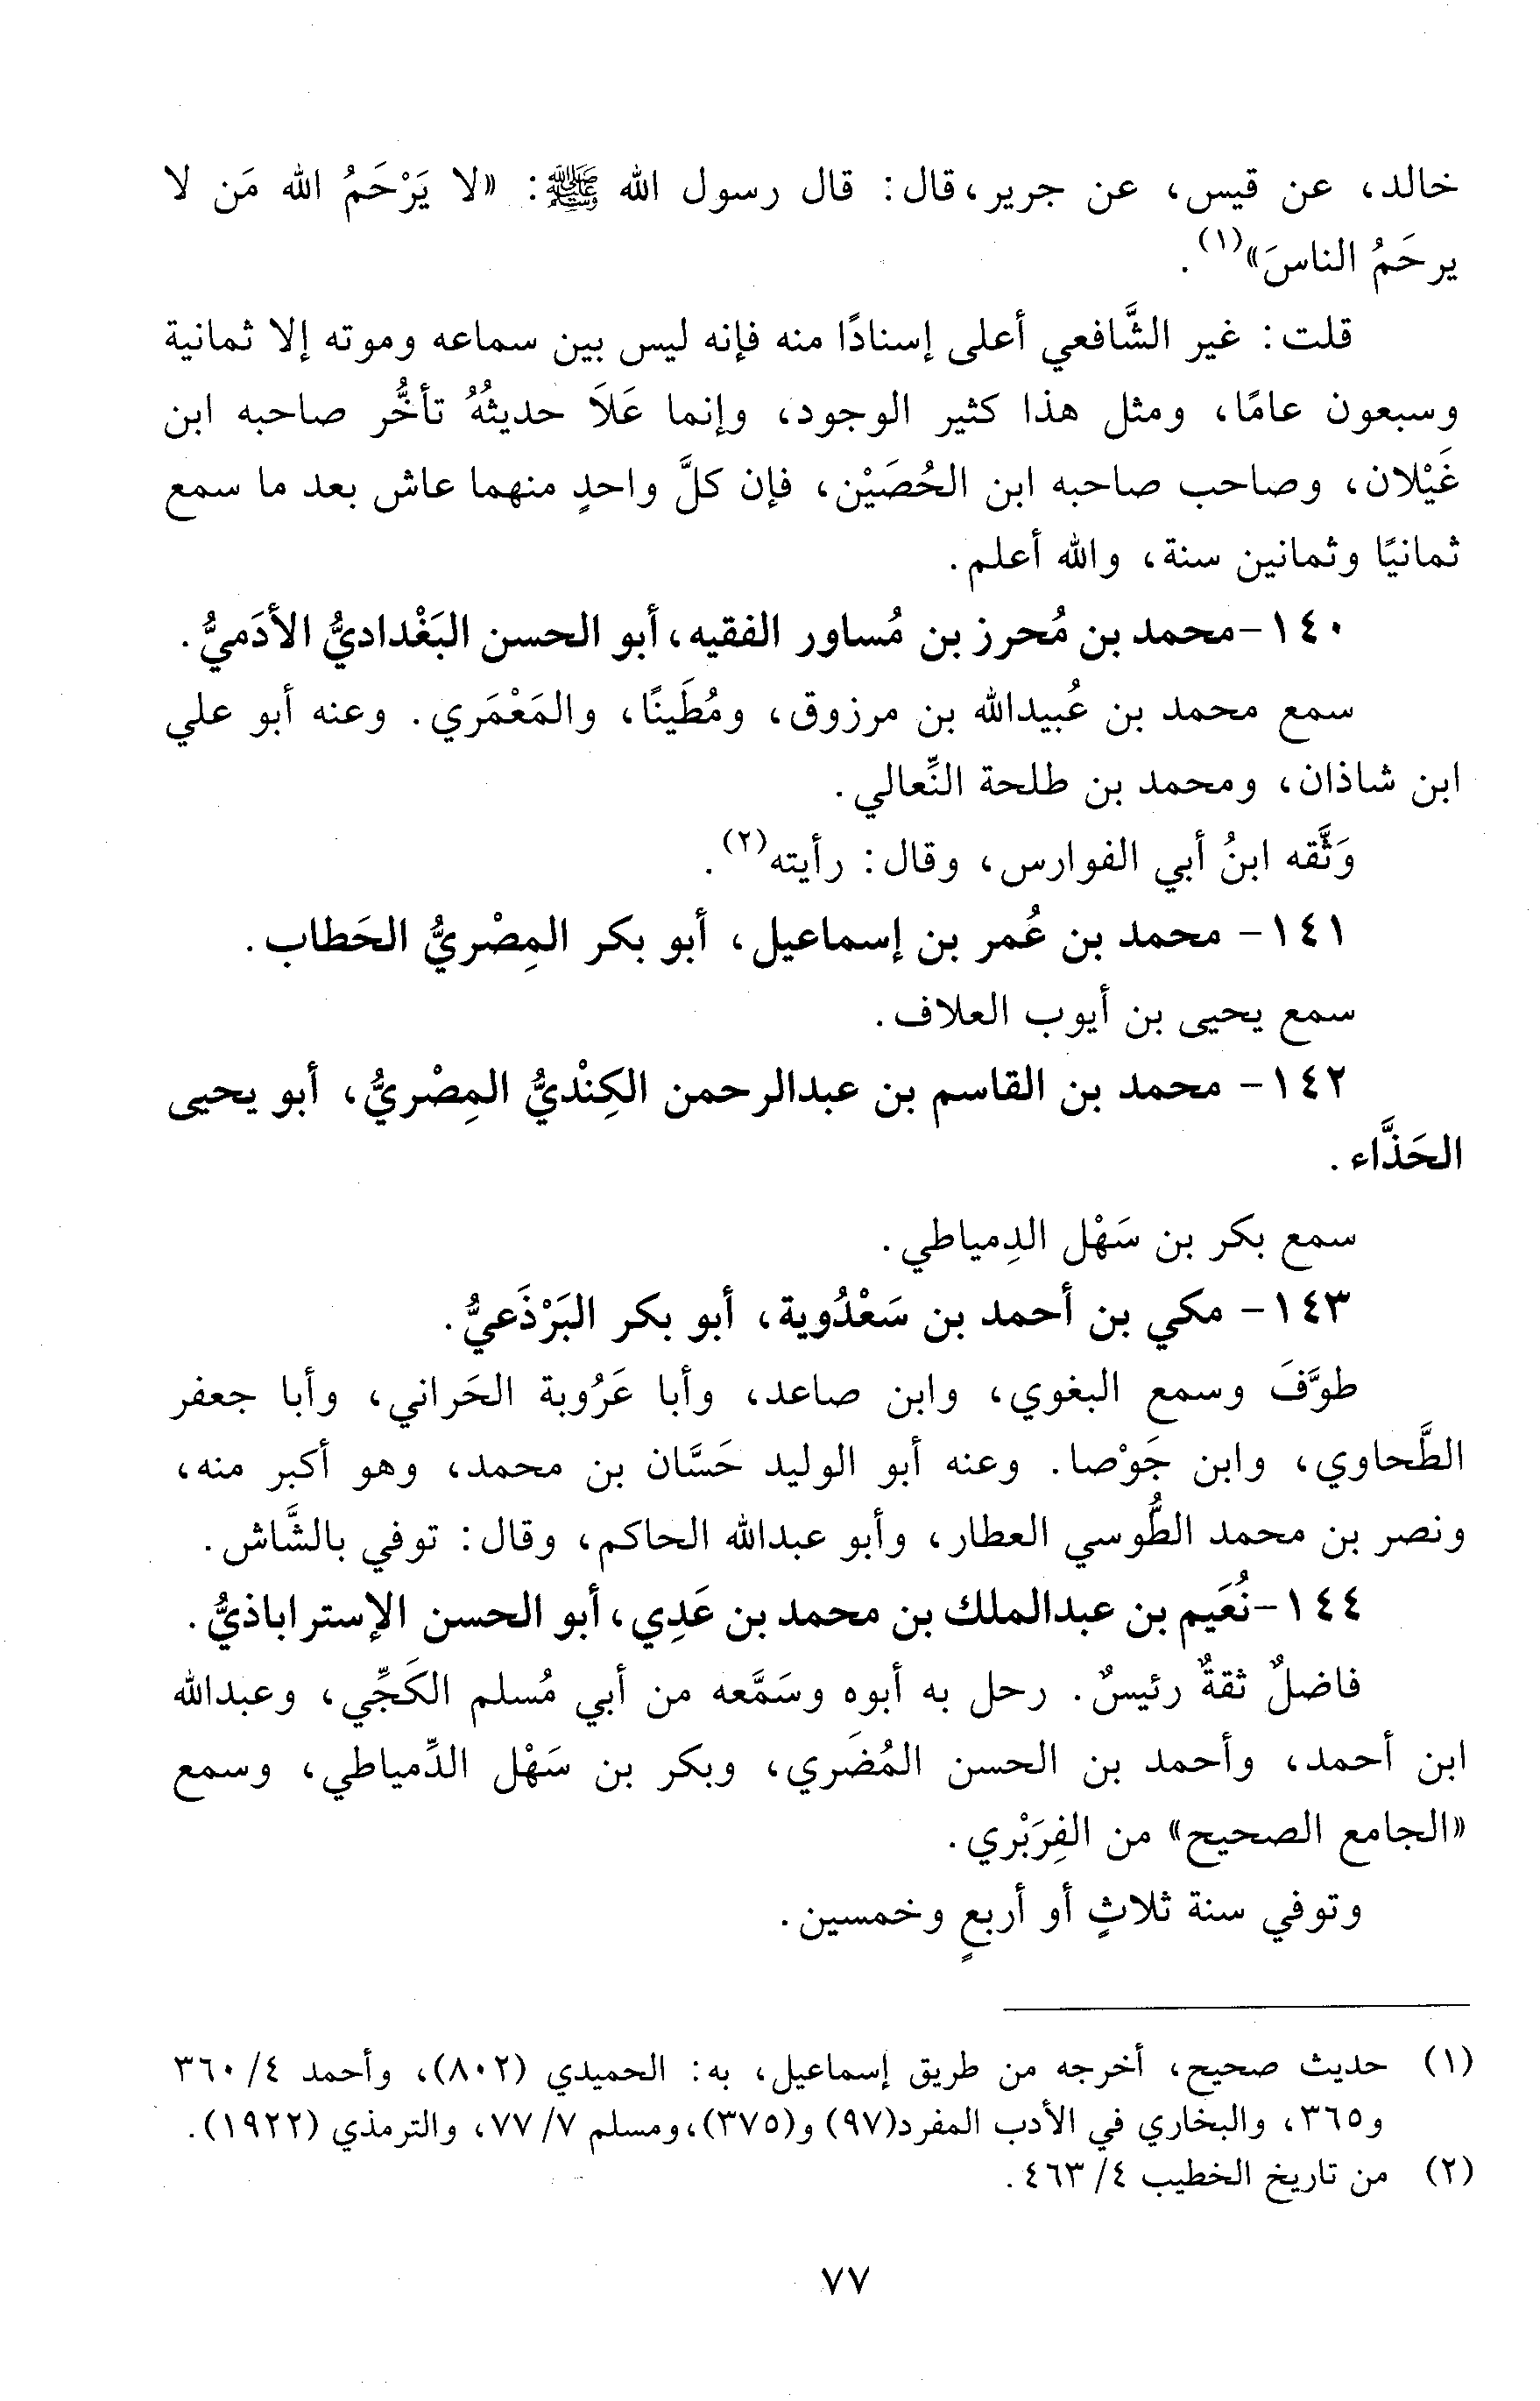 خالد، عن قيس، عن جرير، قال: قال رسول الله ﷺ: «لا يَرْحَمُ الله مَن لا
يرحَمُ الناسَ»(١).
قلت: غير الشَّافعي أعلى إسنادًا منه فإنه ليس بين سماعه وموته إلا ثمانية
وسبعون عامًا، ومثل هذا كثير الوجود، وإنما عَلاَ حديثُهُ تأخُّر صاحبه ابن
غَيْلان، وصاحب صاحبه ابن الحُصَيْن، فإن كلَّ واحدٍ منهما عاش بعد ما سمع
ثمانيًا وثمانين سنة، والله أعلم.
١٤٠- محمد بن مُحرز بن مُساور الفقيه، أبو الحسن البَغْداديُّ الأدَميُّ.
سمع محمد بن عُبيدالله بن مرزوق، ومُطَينًا، والمَعْمَري. وعنه أبو علي
ابن شاذان، ومحمد بن طلحة النِّعالي.
وَثَّقه ابنُ أبي الفوارس، وقال: رأيته(٢).
١٤١- محمد بن عُمر بن إسماعيل، أبو بكر المِصْريُّ الحَطاب.
سمع يحيى بن أيوب العلاف.
١٤٢- محمد بن القاسم بن عبدالرحمن الكِنْديُّ المِصْريُّ، أبو يحيى
الحَذَّاء.
سمع بكر بن سَهْل الدِمياطي.
١٤٣- مكي بن أحمد بن سَعْدُوية، أبو بكر البَرْذَعيُّ.
طوَّفَ وسمع البغوي، وابن صاعد، وأبا عَرُوبة الحَراني، وأبا جعفر
الطَّحاوي، وابن جَوْصا. وعنه أبو الوليد حَسَّان بن محمد، وهو أكبر منه،
ونصر بن محمد الطُّوسي العطار، وأبو عبدالله الحاكم، وقال: توفي بالشَّاش.
١٤٤- نُعَيم بن عبدالملك بن محمد بن عَدِي، أبو الحسن الإستراباذيُّ.
فاضلٌ ثقةٌ رئيسٌ. رحل به أبوه وسَمَّعه من أبي مُسلم الكَجِّي، وعبدالله
ابن أحمد، وأحمد بن الحسن المُضَري، وبكر بن سَهْل الدِّمياطي، وسمع
«الجامع الصحيح» من الفِرَبْري.
وتوفي سنة ثلاثٍ أو أربعٍ وخمسين.
(١) حديث صحيح، أخرجه من طريق إسماعيل، به: الحميدي (٨٠٢)، وأحمد ٤/ ٣٦٠
و٣٦٥، والبخاري في الأدب المفرد(٩٧) و(٣٧٥)، ومسلم ٧/ ٧٧، والترمذي (١٩٢٢).
(٢) من تاريخ الخطيب ٤/ ٤٦٣.
٧٧